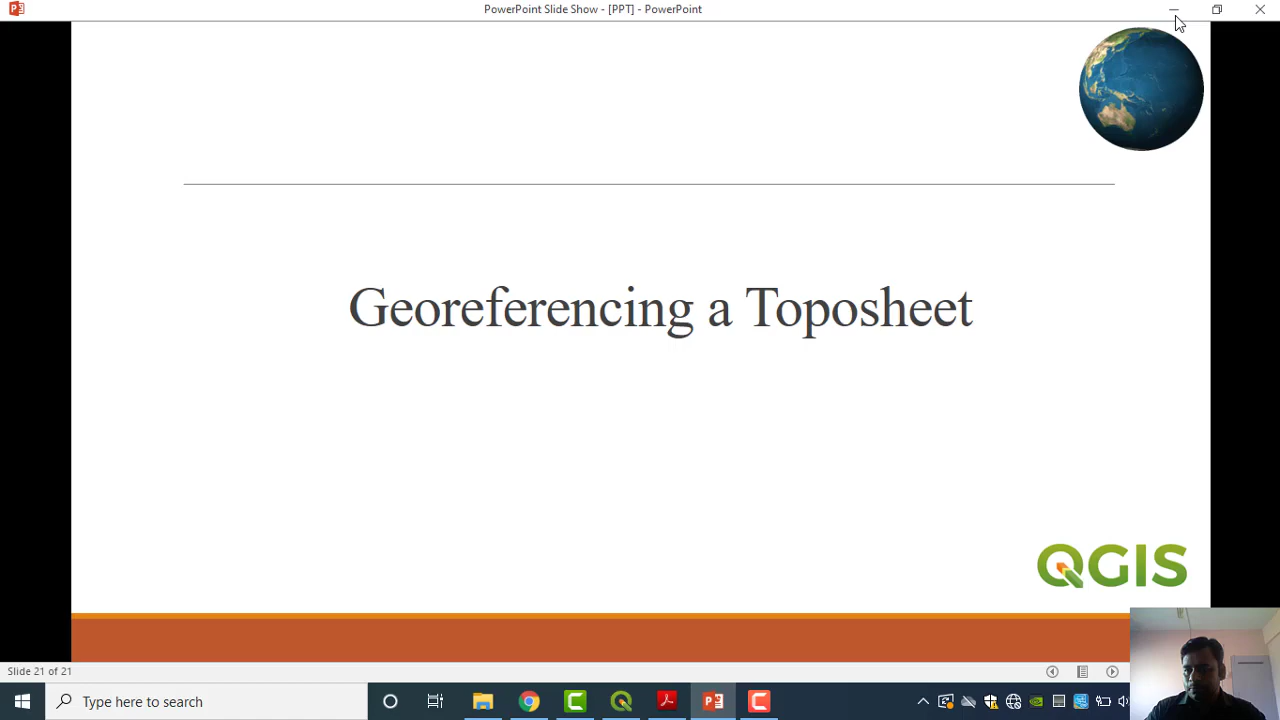 PowerPoint Slide Show - [PPT] - PowerPoint
Georeferencing a Toposheet
QGIS
Slide 21 of 21
Type here to search